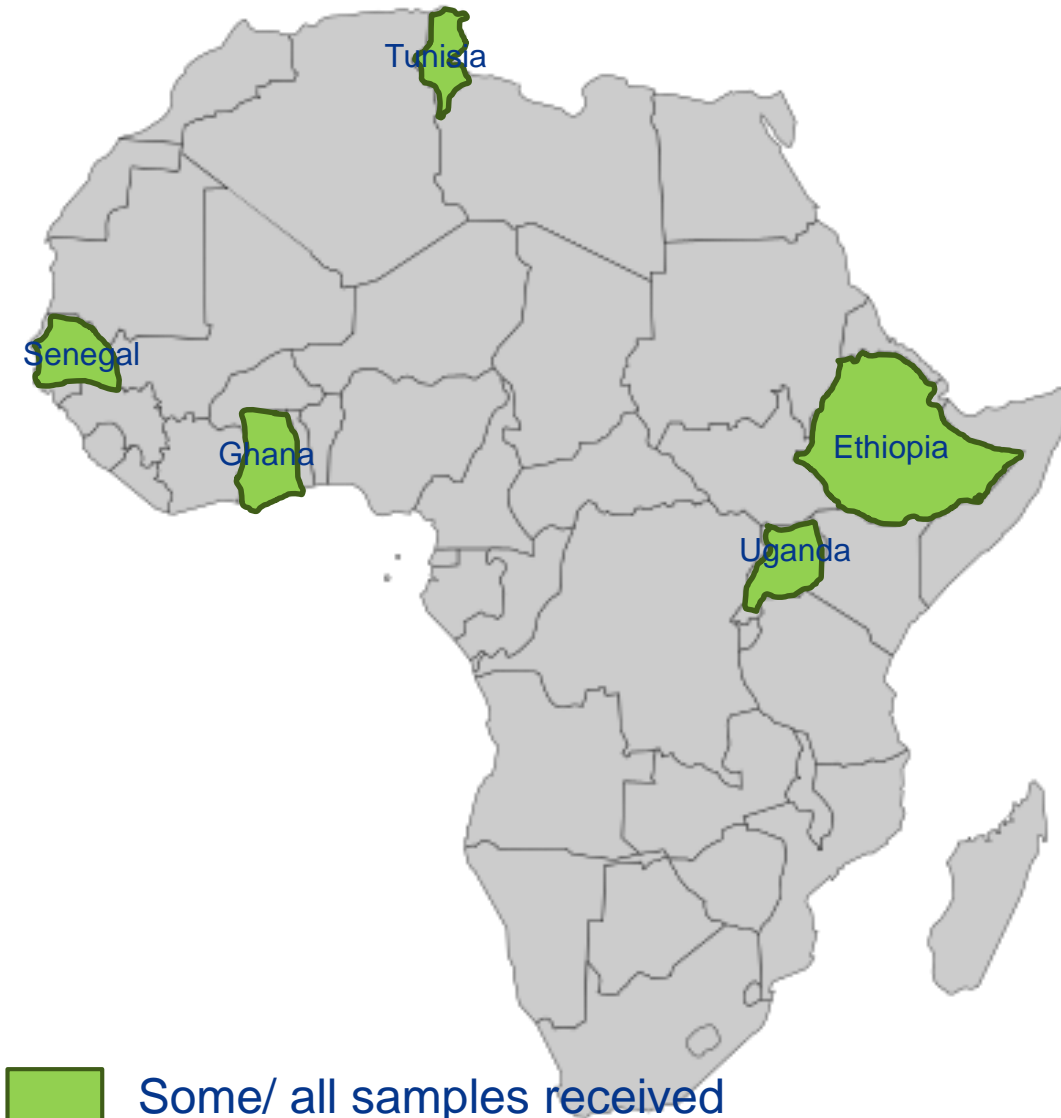 Tunisia
Senegal
Ghana
Ethiopia
Uganda
Some/ all samples received